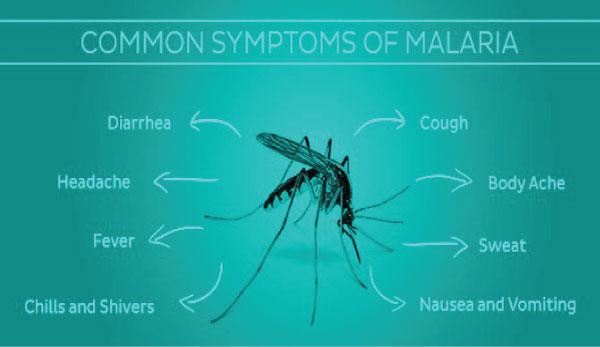 COMMON SYMPTOMS OF MALARIA
Diarrhea
Cough
Headache
Body Ache
Fever
Sweat
Chills and Shivers
Nausea and Vomiting